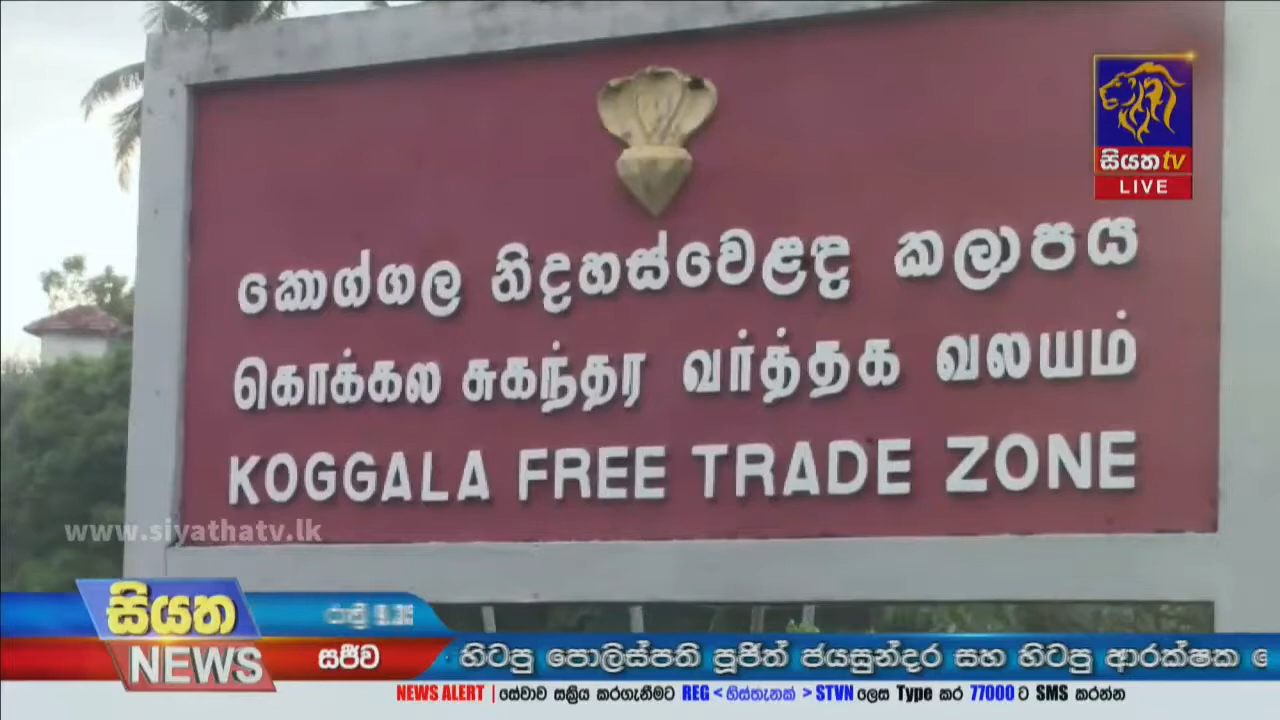 සියත tv
LIVE
කොග්ගල නිදහස්වෙළඳ කලාපය
கொக்கல சுகந்தர வர்த்தக வலயம்
KOGGALA FREE TRADE ZONE
www.siyathatv.lk
සියත
NEWS
රාත්‍රී
සජීව
හිටපු පොලිස්පති පූජිත් ජයසුන්දර සහ හිටපු ආරක්ෂක
NEWS ALERT | සේවාව සක්‍රිය කරගැනීමට REG < හිස්තැනක් > STVN ලෙස Type කර 77000 ට SMS කරන්න